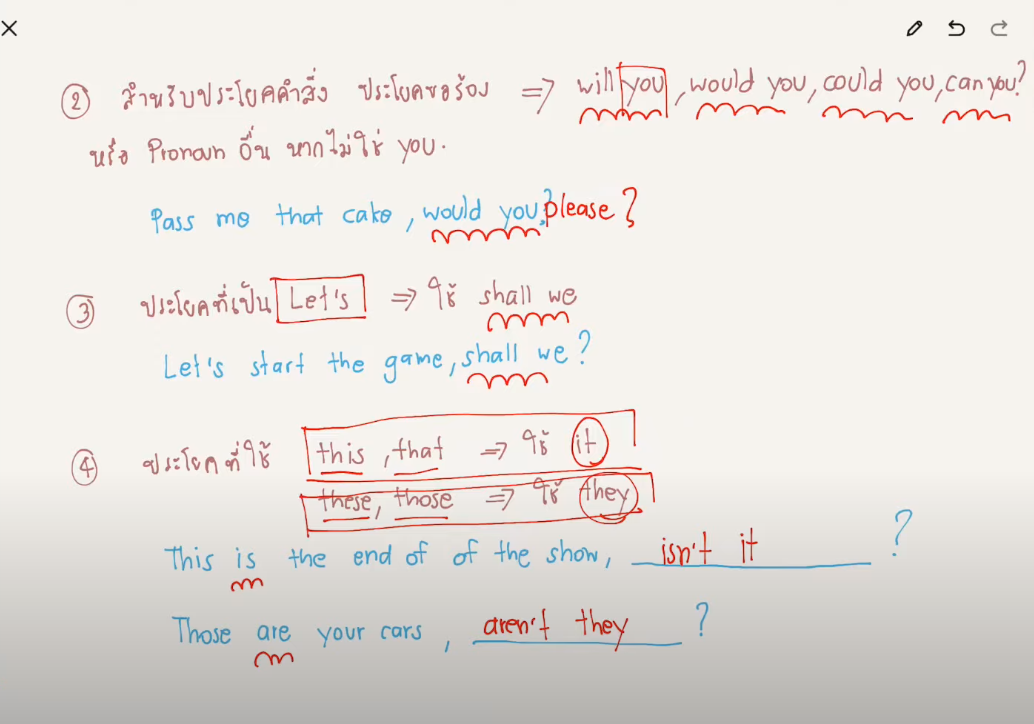 ② สำหรับประโยคคำสั่ง ประโยคขอร้อง ⇒ will you, would you, could you, can you?
หรือ Pronoun อื่น หากไม่ใช่ you.
Pass me that cake, would you? please?
③ ประโยคที่เป็น Let's ⇒ ใช้ shall we
Let's start the game, shall we?
④ ประโยคที่ใช้ this, that ⇒ ใช้ it
these, those ⇒ ใช้ they
This is the end of of the show, isn't it ?
Those are your cars, aren't they ?